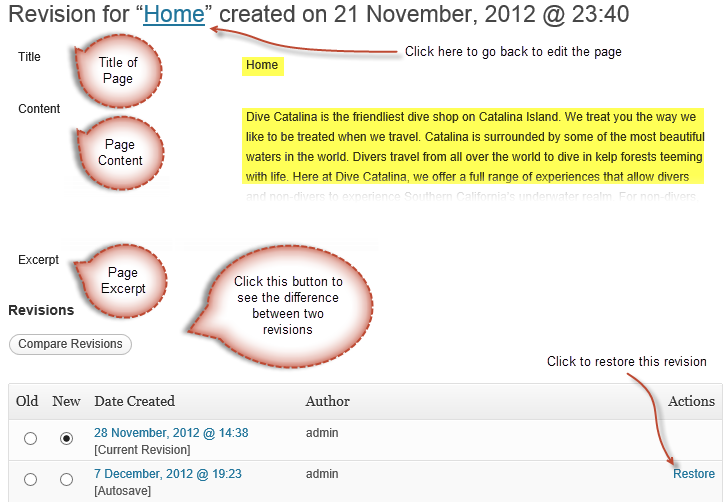 Revision for “Home” created on 21 November, 2012 @ 23:40
Click here to go back to edit the page
Title
Title of
Page
Home
Content
Page
Content
Dive Catalina is the friendliest dive shop on Catalina Island. We treat you the way we
like to be treated when we travel. Catalina is surrounded by some of the most beautiful
waters in the world. Divers travel from all over the world to dive in kelp forests teeming
with life. Here at Dive Catalina, we offer a full range of experiences that allow divers
and non-divers to experience Southern California's underwater realm. For non-divers
Excerpt
Page
Excerpt
Click this button to
see the difference
between two
revisions
Revisions
Compare Revisions
Click to restore this revision
Old New Date Created Author Actions
28 November, 2012 @ 14:38 admin
[Current Revision]
7 December, 2012 @ 19:23 admin Restore
[Autosave]